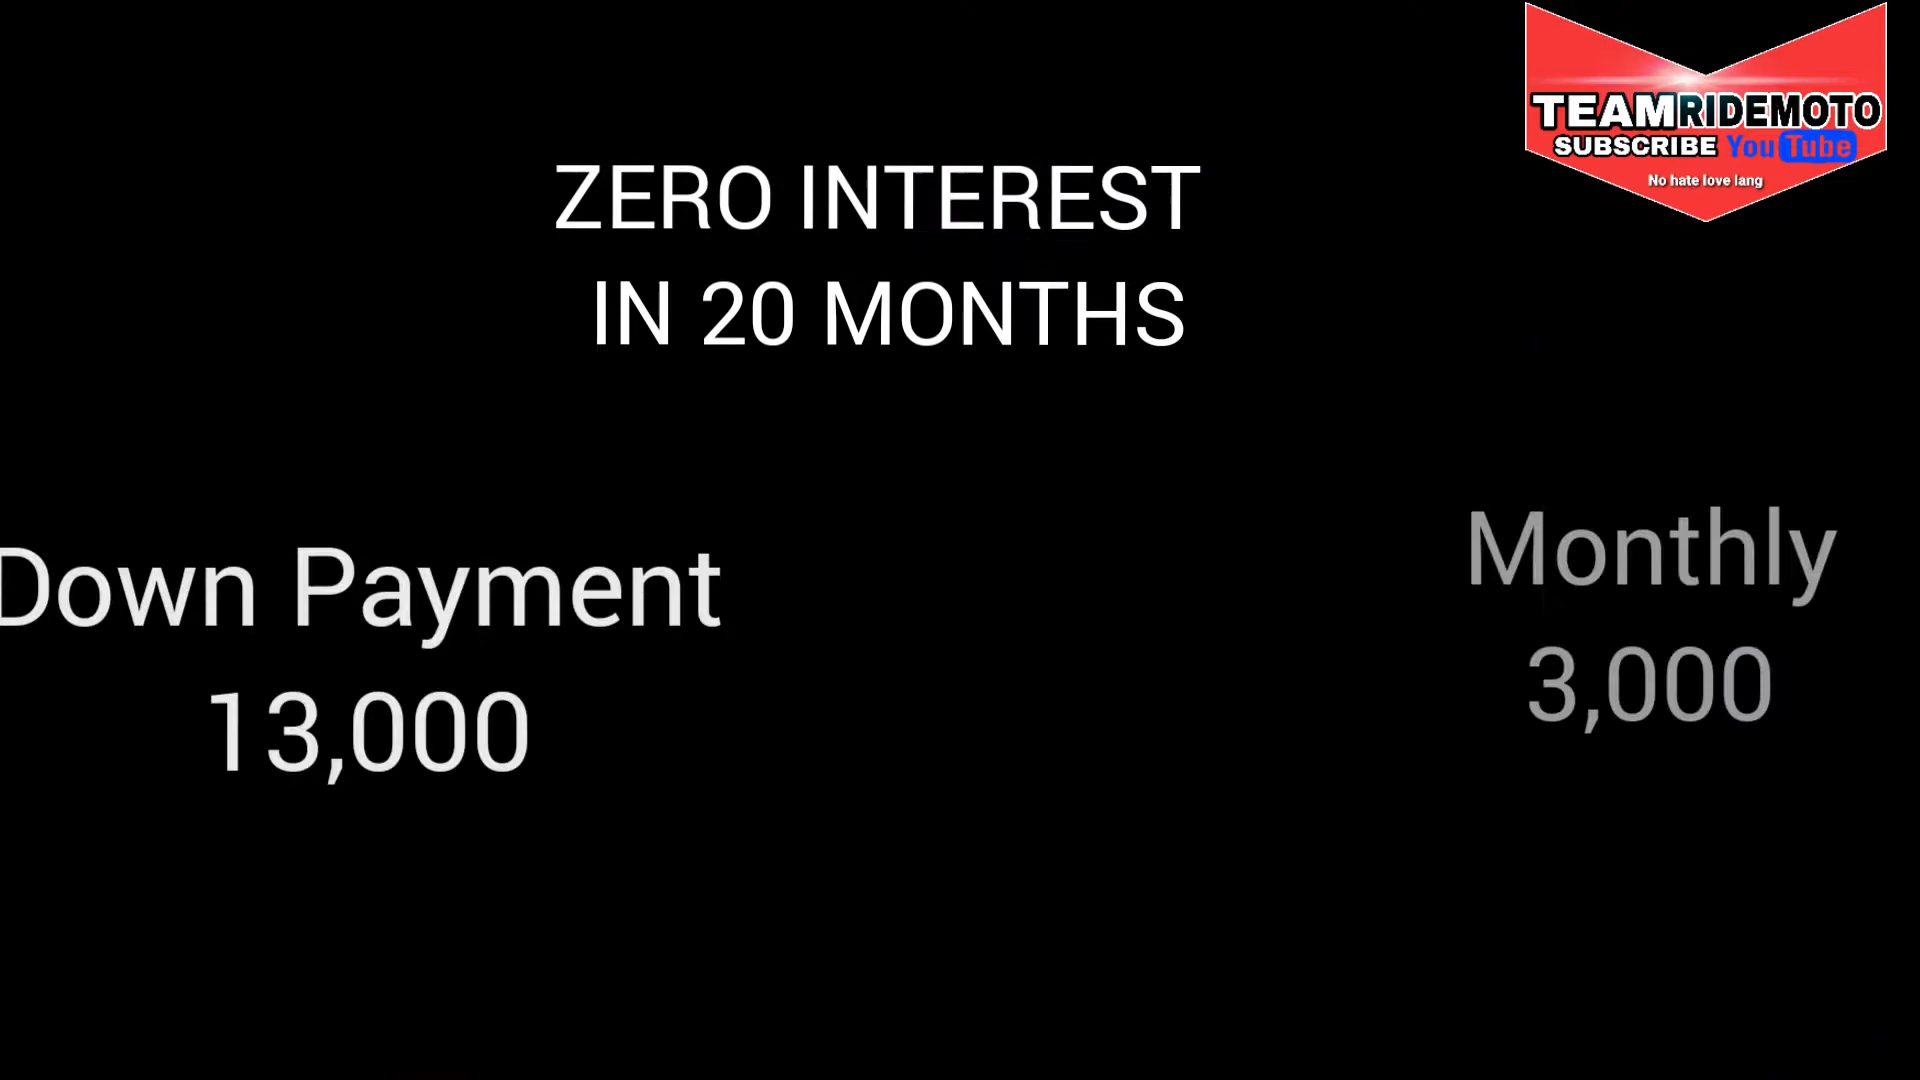 TEAMRIDEMOTO
SUBSCRIBE YouTube
No hate love lang
ZERO INTEREST
IN 20 MONTHS
Down Payment
13,000
Monthly
3,000